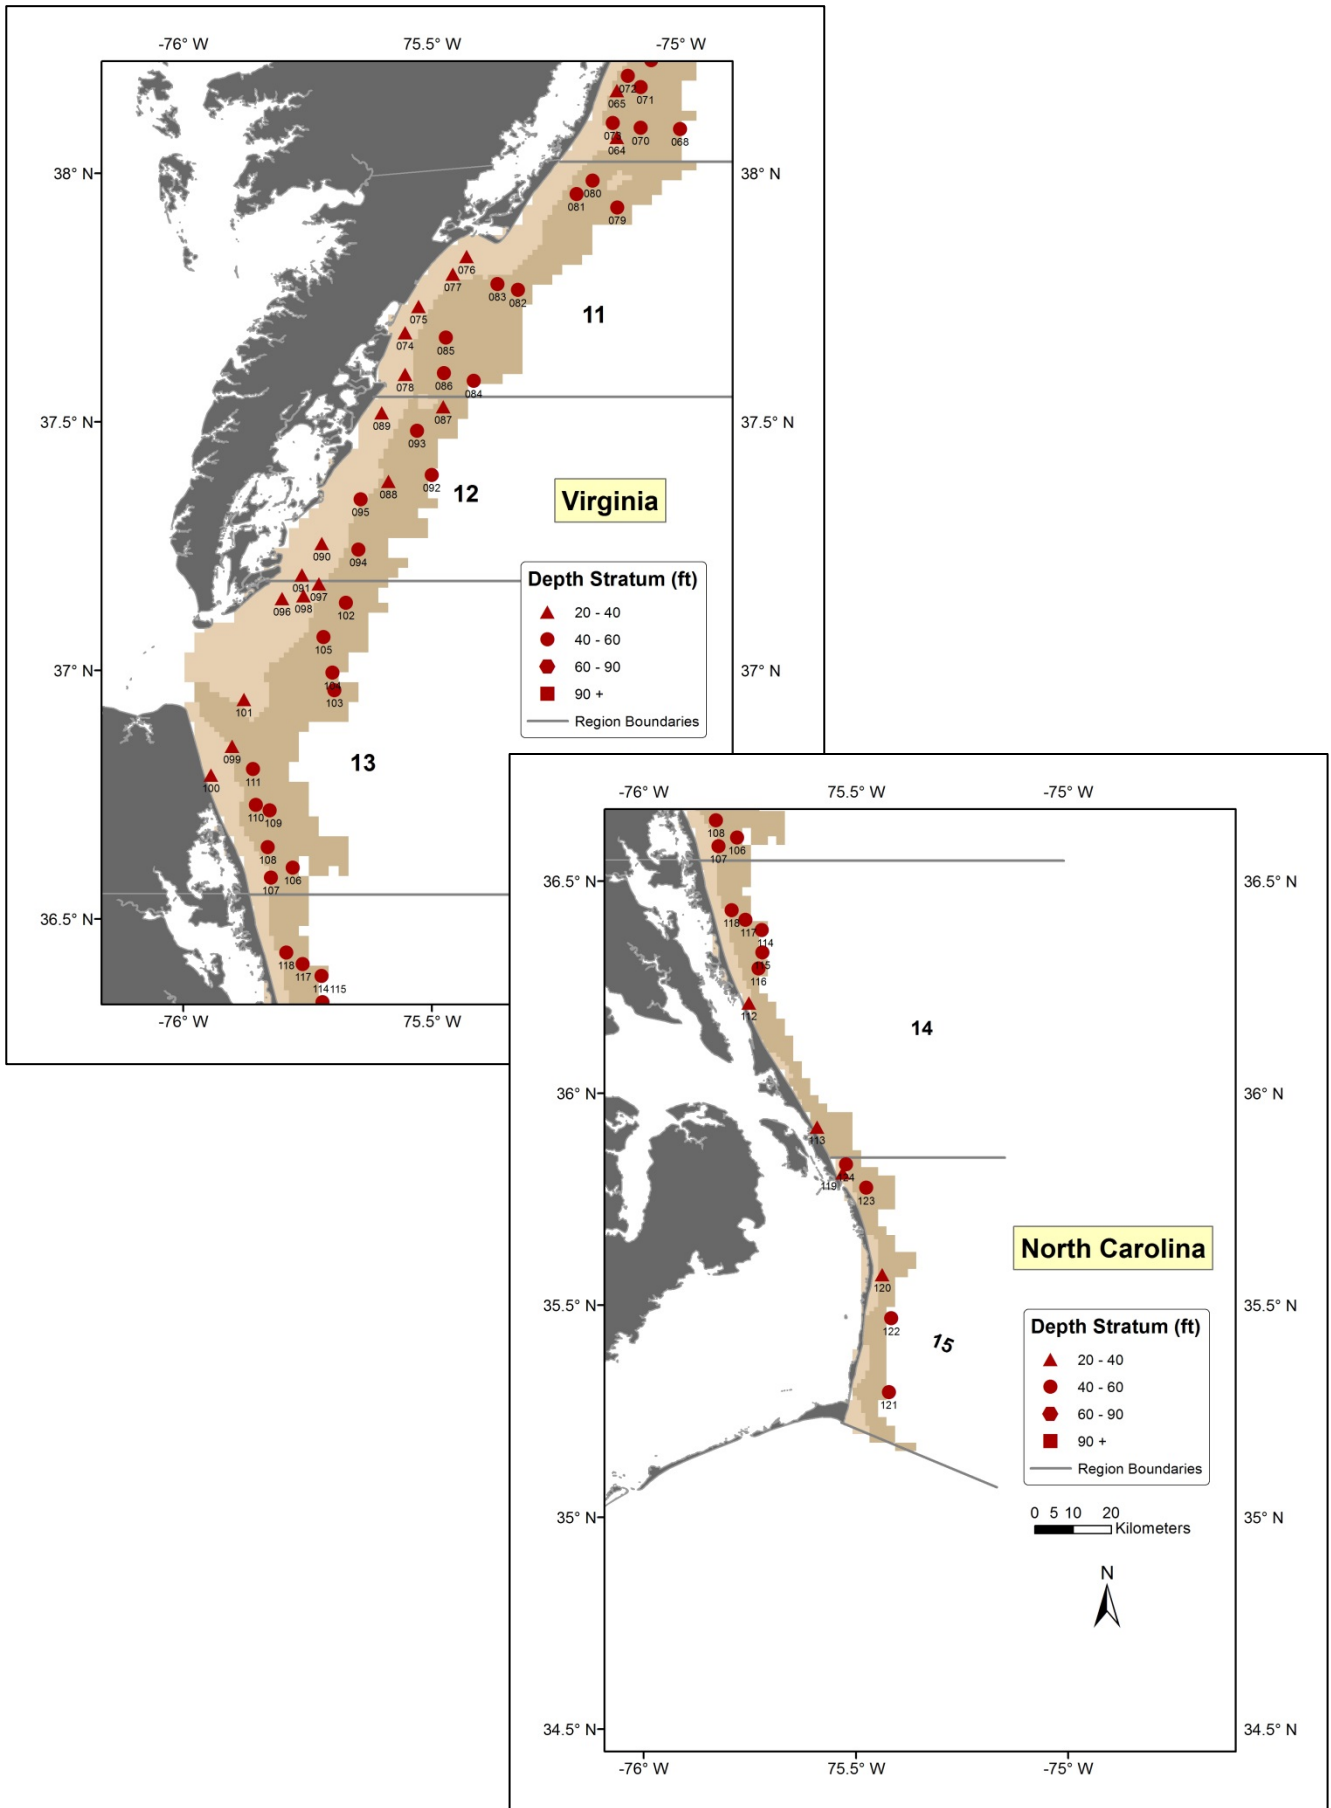 -76° W 75.5° W -75° W
072
071
065
073
070
068
064
38° N 38° N
080
081
079
076
077
083
082
11
075
074
085
086
078
084
087
37.5° N 37.5° N
089
093
092
12
088
Virginia
095
090
094
091
097
098
096
102
Depth Stratum (ft)
20 - 40
40 - 60
60 - 90
90 +
Region Boundaries
105
37° N 37° N
104
103
101
099
13
111
100
110
109
108
106
107
36.5° N
118
117
114 115
-76° W 75.5° W
-76° W 75.5° W -75° W
108
106
107
36.5° N 36.5° N
118
117
114
115
116
112
14
36° N 36° N
113
124
119
123
North Carolina
120
35.5° N 35.5° N
122
15
121
Depth Stratum (ft)
20 - 40
40 - 60
60 - 90
90 +
Region Boundaries
0 5 10 20
Kilometers
35° N 35° N
N
34.5° N 34.5° N
-76° W 75.5° W -75° W